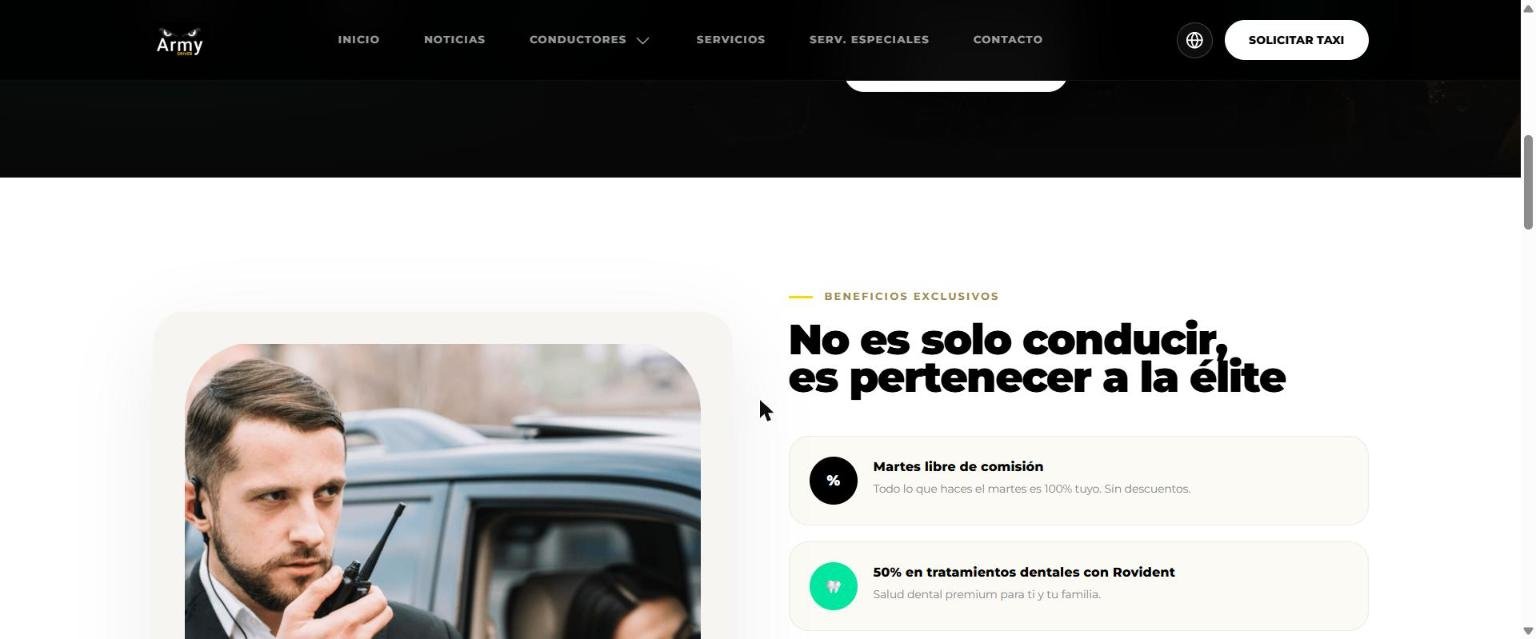 Army
INICIO
NOTICIAS
CONDUCTORES
SERVICIOS
SERV. ESPECIALES
CONTACTO
SOLICITAR TAXI
BENEFICIOS EXCLUSIVOS
No es solo conducir,
es pertenecer a la élite
%
Martes libre de comisión
Todo lo que haces el martes es 100% tuyo. Sin descuentos.
50% en tratamientos dentales con Rovident
Salud dental premium para ti y tu familia.